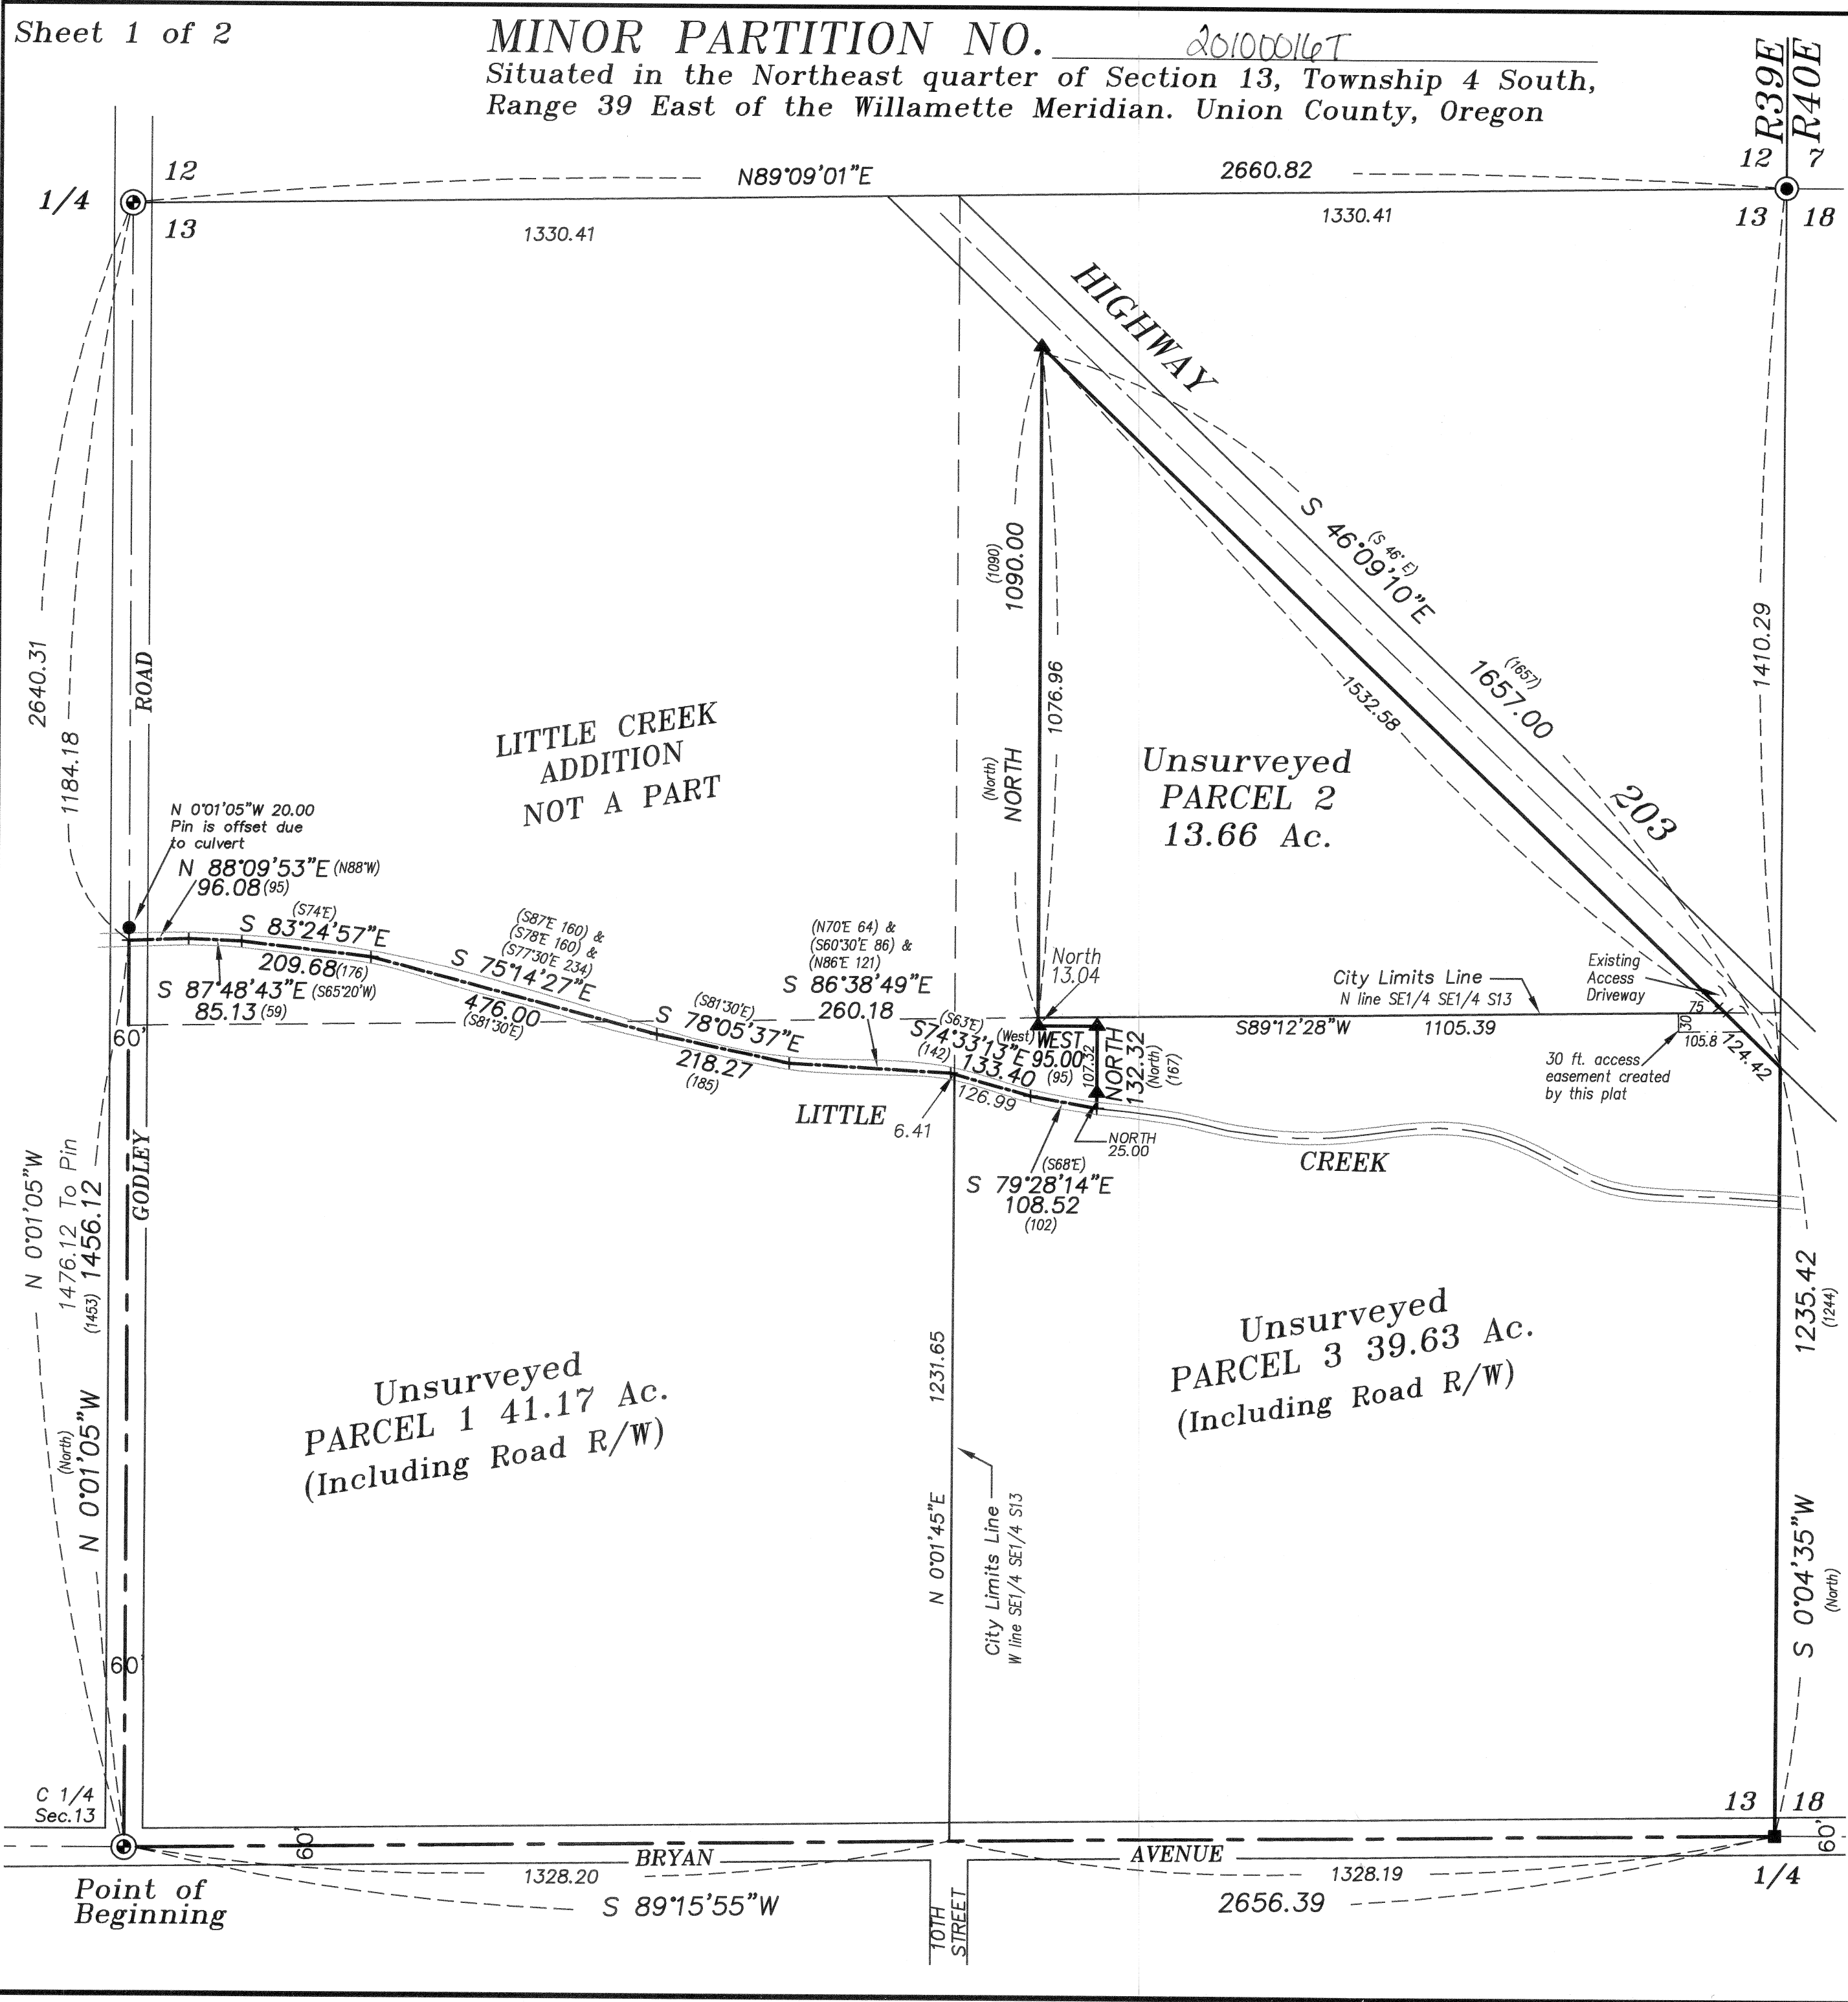 Sheet 1 of 2
MINOR PARTITION NO. 20100016T
Situated in the Northeast quarter of Section 13, Township 4 South,
Range 39 East of the Willamette Meridian. Union County, Oregon
R39E
R40E
12
7
13
18
1/4
12
13
N89°09'01"E
2660.82
1330.41
1330.41
HIGHWAY
203
(S 46° E)
S 46°09'10"E
(1657)
1657.00
1532.58
1410.29
2640.31
1184.18
ROAD
(1090)
1090.00
1076.96
(North)
NORTH
LITTLE CREEK
ADDITION
NOT A PART
Unsurveyed
PARCEL 2
13.66 Ac.
N 0°01'05"W 20.00
Pin is offset due
to culvert
N 88°09'53"E (N88°W)
96.08 (95)
(S74°E)
S 83°24'57"E
209.68 (176)
S 87°48'43"E (S65°20'W)
85.13 (59)
60'
(S87°E 160) &
(S78°E 160) &
(S77°30'E 234)
S 75°14'27"E
476.00
(S81°30'E)
(S81°30'E)
S 78°05'37"E
218.27
(185)
(N70°E 64) &
(S60°30'E 86) &
(N86°E 121)
S 86°38'49"E
260.18
North
13.04
(S63°E)
S74°33'13"E
(142) 133.40
126.99
(West) WEST
95.00
(95)
107.32
NORTH
132.32
(North)
(167)
LITTLE
6.41
NORTH
25.00
(S68°E)
S 79°28'14"E
108.52
(102)
CREEK
City Limits Line
N line SE1/4 SE1/4 S13
S89°12'28"W
1105.39
Existing
Access
Driveway
75
30
105.8
124.42
30 ft. access
easement created
by this plat
GODLEY
N 0°01'05"W
1476.12 To Pin
(1453) 1456.12
(North)
N 0°01'05"W
60'
Unsurveyed
PARCEL 1 41.17 Ac.
(Including Road R/W)
1231.65
N 0°01'45"E
City Limits Line
W line SE1/4 SE1/4 S13
Unsurveyed
PARCEL 3 39.63 Ac.
(Including Road R/W)
1235.42
(1244)
S 0°04'35"W
(North)
C 1/4
Sec.13
13
18
60'
60'
BRYAN
AVENUE
1328.20
1328.19
1/4
Point of
Beginning
S 89°15'55"W
2656.39
10TH
STREET